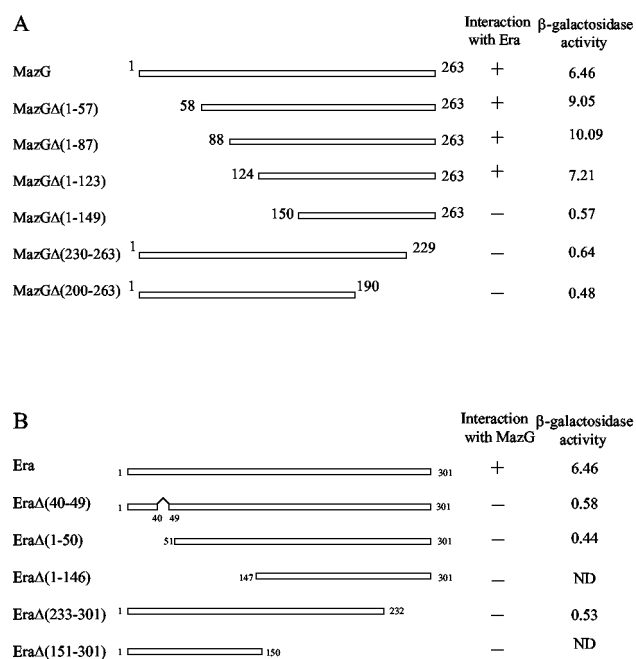 A
Interaction with Era
β-galactosidase activity
MazG 1 263 + 6.46
MazGΔ(1-57) 58 263 + 9.05
MazGΔ(1-87) 88 263 + 10.09
MazGΔ(1-123) 124 263 + 7.21
MazGΔ(1-149) 150 263 − 0.57
MazGΔ(230-263) 1 229 − 0.64
MazGΔ(200-263) 1 190 − 0.48
B
Interaction with MazG
β-galactosidase activity
Era 1 301 + 6.46
EraΔ(40-49) 1 40 49 301 − 0.58
EraΔ(1-50) 51 301 − 0.44
EraΔ(1-146) 147 301 − ND
EraΔ(233-301) 1 232 − 0.53
EraΔ(151-301) 1 150 − ND